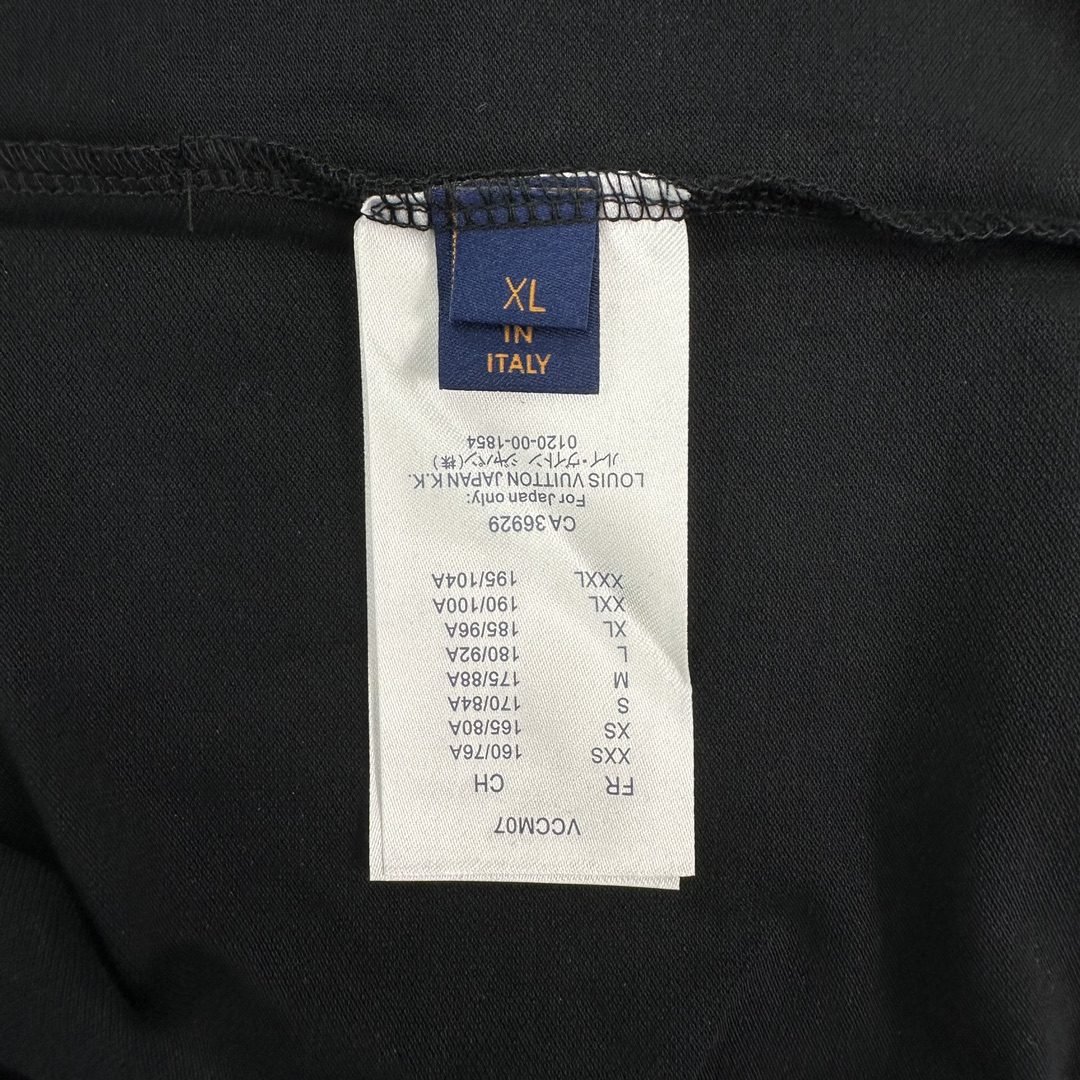 XL
IN
ITALY
VCCM07
FR CH
XXS 160/76A
XS 165/80A
S 170/84A
M 175/88A
L 180/92A
XL 185/96A
XXL 190/100A
XXXL 195/104A
CA 36929
For Japan only:
LOUIS VUITTON JAPAN K.K.
ルイ・ヴィトン ジャパン(株)
0120-00-1854